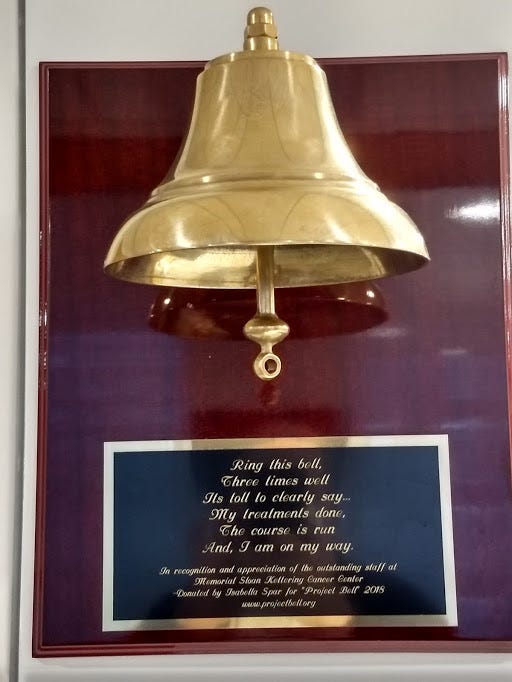 Ring this bell,
Three times well
Its toll to clearly say...
My treatments done,
The course is run
And, I am on my way.
In recognition and appreciation of the outstanding staff at
Memorial Sloan Kettering Cancer Center
-Donated by Isabella Spar for "Project Bell" 2018
www.projectbell.org